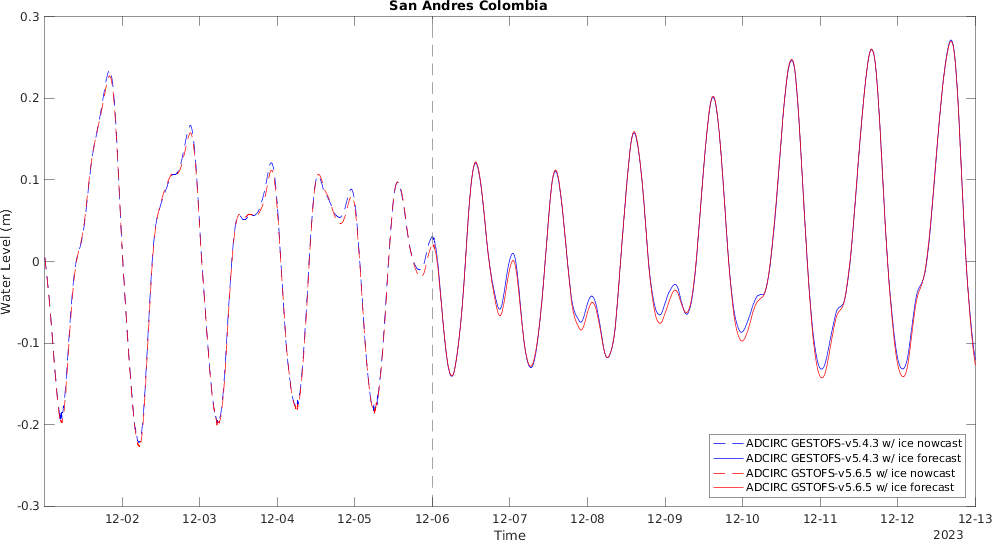 San Andres Colombia
0.3
0.2
0.1
0
-0.1
-0.2
-0.3
Water Level (m)
ADCIRC GESTOFS-v5.4.3 w/ ice nowcast
ADCIRC GESTOFS-v5.4.3 w/ ice forecast
ADCIRC GSTOFS-v5.6.5 w/ ice nowcast
ADCIRC GSTOFS-v5.6.5 w/ ice forecast
12-02 12-03 12-04 12-05 12-06 12-07 12-08 12-09 12-10 12-11 12-12 12-13
Time
2023